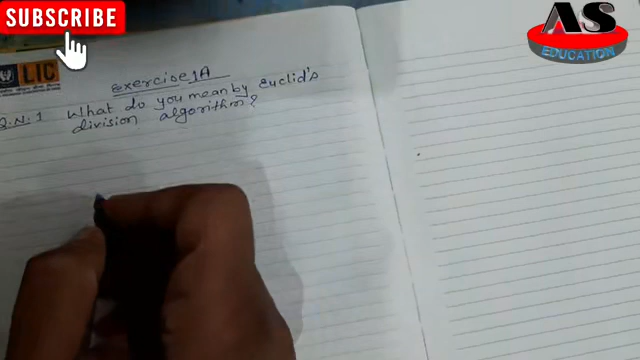 SUBSCRIBE
AS
EDUCATION
LIC
Exercise 1A
Q.N.1 What do you mean by Euclid's
division algorithm?